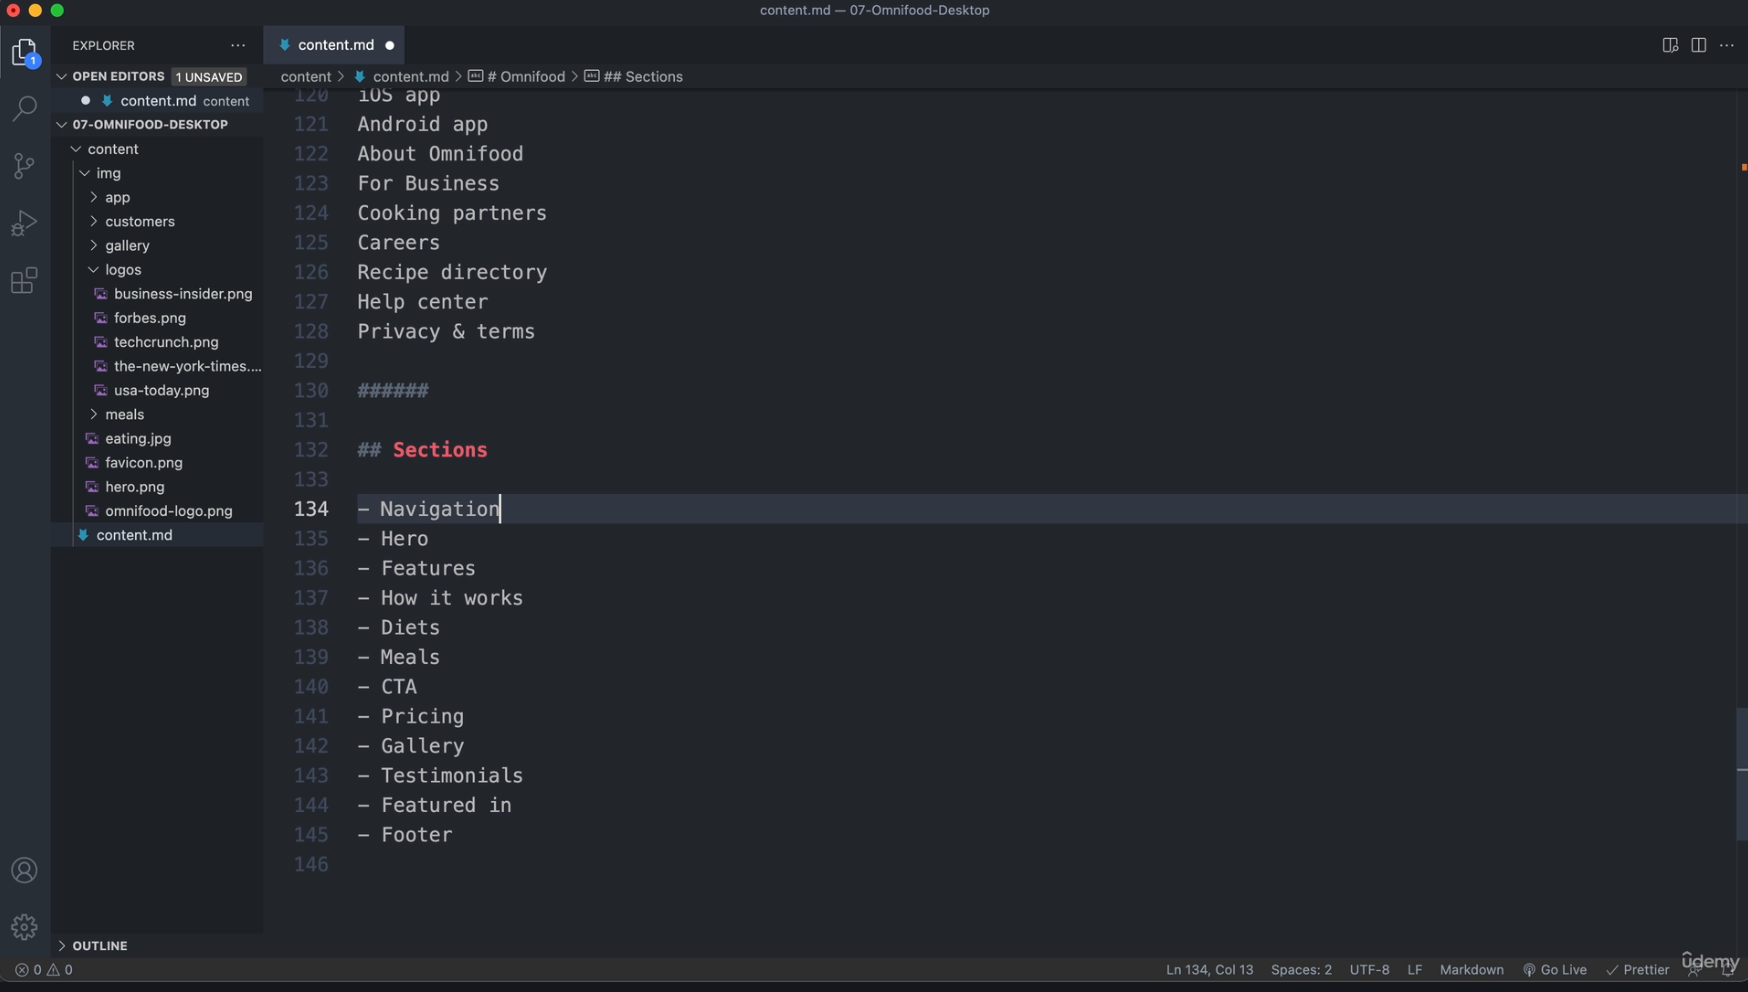 content.md — 07-Omnifood-Desktop
EXPLORER
content.md
1
OPEN EDITORS 1 UNSAVED
content > content.md > # Omnifood > ## Sections
content.md content
07-OMNIFOOD-DESKTOP
content
img
app
customers
gallery
logos
business-insider.png
forbes.png
techcrunch.png
the-new-york-times....
usa-today.png
meals
eating.jpg
favicon.png
hero.png
omnifood-logo.png
content.md
OUTLINE
120 iOS app
121 Android app
122 About Omnifood
123 For Business
124 Cooking partners
125 Careers
126 Recipe directory
127 Help center
128 Privacy & terms
129
130 ######
131
132 ## Sections
133
134 - Navigation
135 - Hero
136 - Features
137 - How it works
138 - Diets
139 - Meals
140 - CTA
141 - Pricing
142 - Gallery
143 - Testimonials
144 - Featured in
145 - Footer
146
0 0 Ln 134, Col 13 Spaces: 2 UTF-8 LF Markdown Go Live Prettier
ûdemy